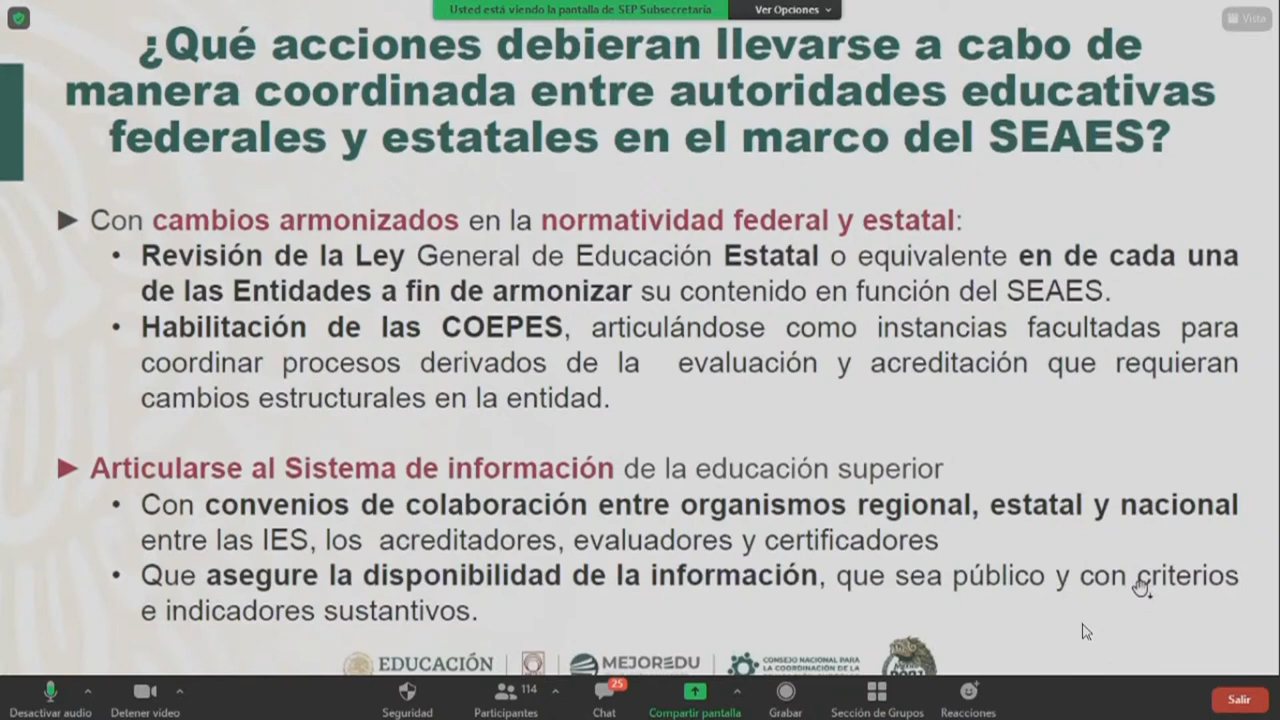 Usted está viendo la pantalla de SEP Subsecretaría
Ver Opciones
Vista
¿Qué acciones debieran llevarse a cabo de
manera coordinada entre autoridades educativas
federales y estatales en el marco del SEAES?
► Con cambios armonizados en la normatividad federal y estatal:
• Revisión de la Ley General de Educación Estatal o equivalente en de cada una
de las Entidades a fin de armonizar su contenido en función del SEAES.
• Habilitación de las COEPES, articulándose como instancias facultadas para
coordinar procesos derivados de la evaluación y acreditación que requieran
cambios estructurales en la entidad.
► Articularse al Sistema de información de la educación superior
• Con convenios de colaboración entre organismos regional, estatal y nacional
entre las IES, los acreditadores, evaluadores y certificadores
• Que asegure la disponibilidad de la información, que sea público y con criterios
e indicadores sustantivos.
EDUCACIÓN
MEJOREDU
CONSEJO NACIONAL PARA
LA COORDINACIÓN DE LA
114
25
Desactivar audio
Detener vídeo
Seguridad
Participantes
Chat
Compartir pantalla
Grabar
Sección de Grupos
Reacciones
Salir